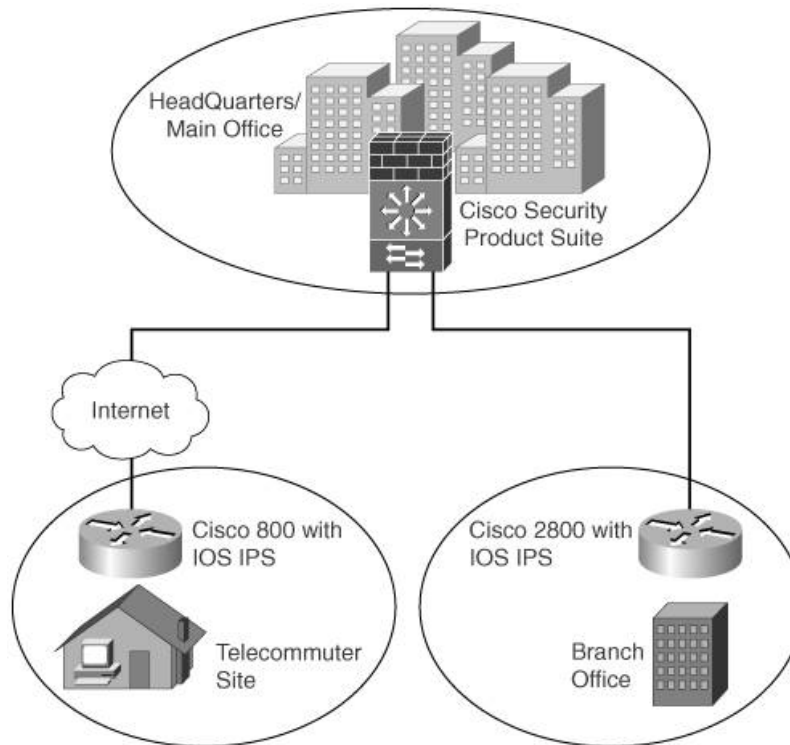 HeadQuarters/
Main Office
Cisco Security
Product Suite
Internet
Cisco 800 with
IOS IPS
Cisco 2800 with
IOS IPS
Telecommuter
Site
Branch
Office